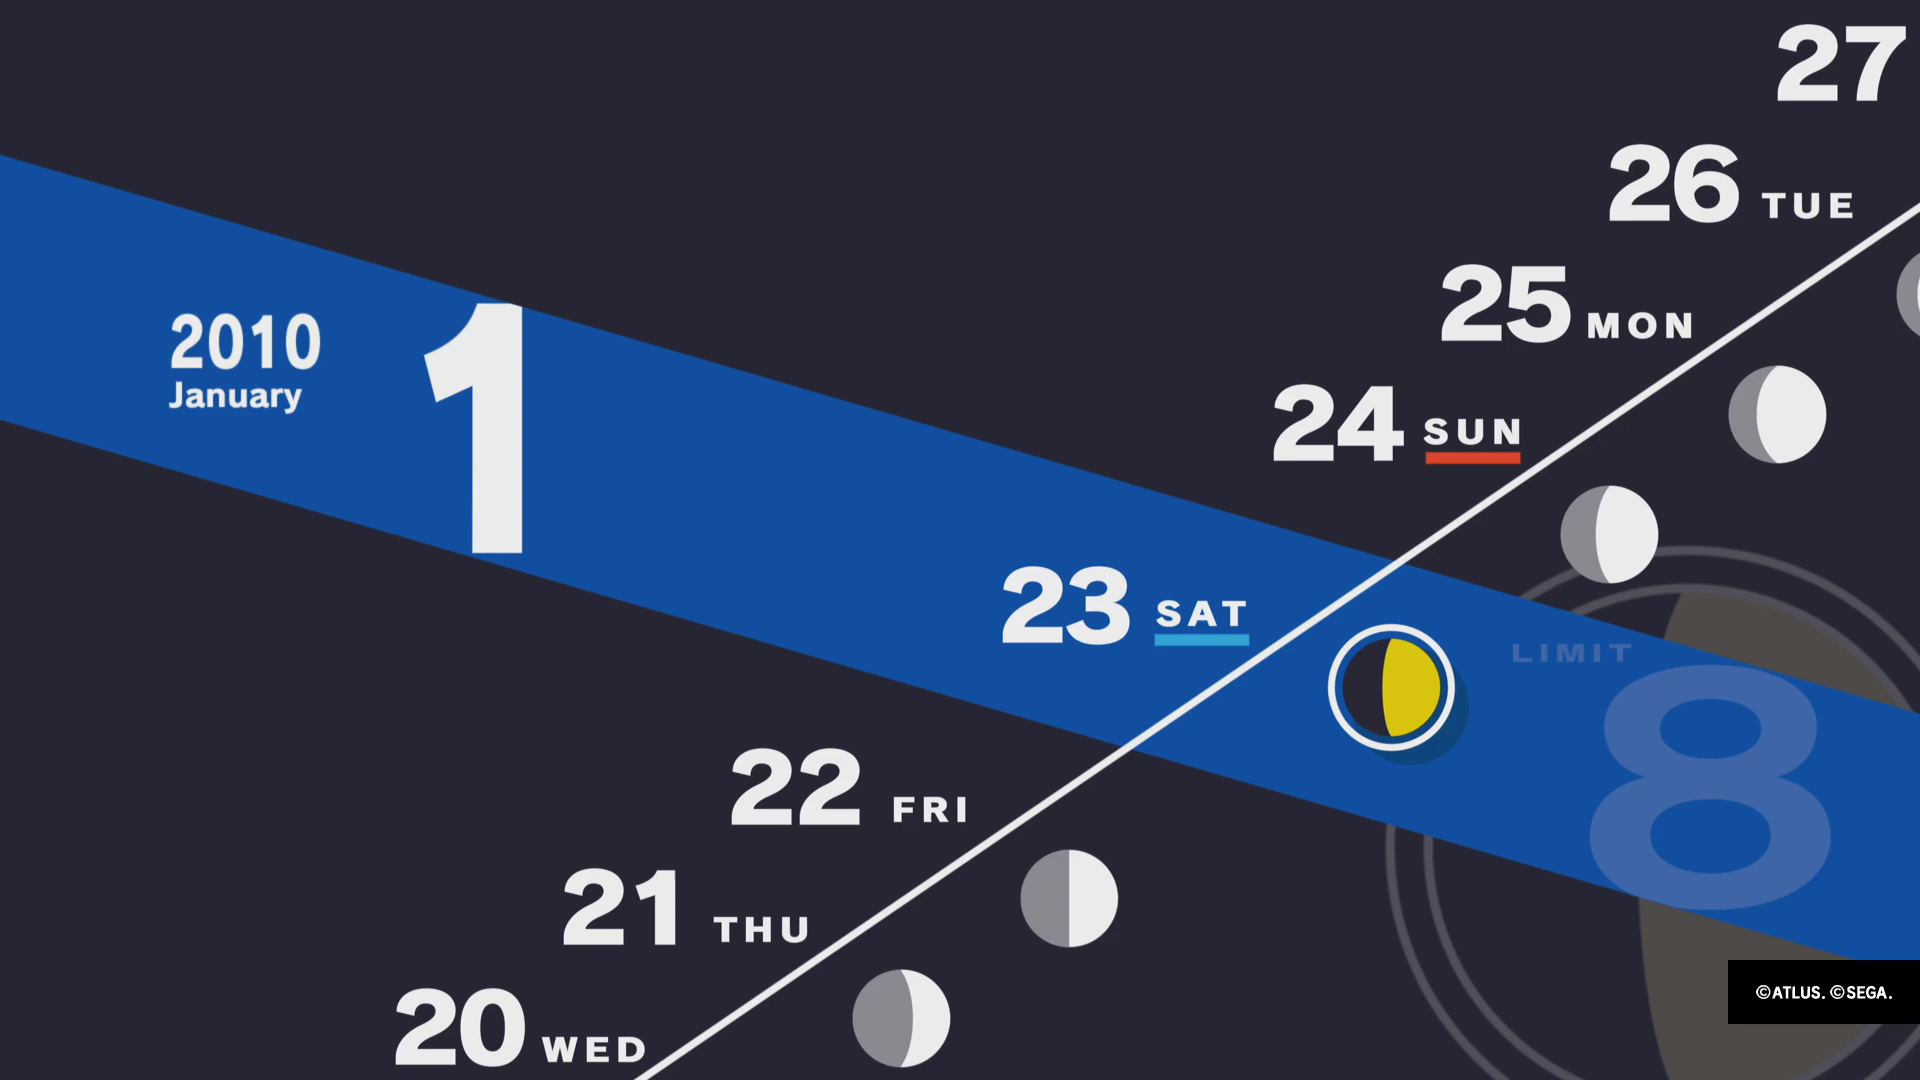 27
26 TUE
25 MON
2010
January
1
24 SUN
23 SAT
LIMIT
8
22 FRI
21 THU
20 WED
©ATLUS. ©SEGA.